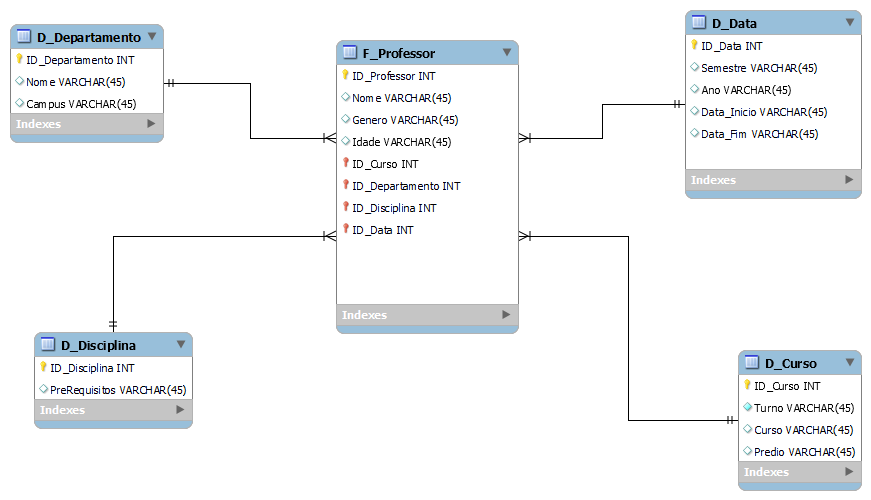 D_Departamento
ID_Departamento INT
Nome VARCHAR(45)
Campus VARCHAR(45)
Indexes
F_Professor
ID_Professor INT
Nome VARCHAR(45)
Genero VARCHAR(45)
Idade VARCHAR(45)
ID_Curso INT
ID_Departamento INT
ID_Disciplina INT
ID_Data INT
Indexes
D_Data
ID_Data INT
Semestre VARCHAR(45)
Ano VARCHAR(45)
Data_Inicio VARCHAR(45)
Data_Fim VARCHAR(45)
Indexes
D_Disciplina
ID_Disciplina INT
PreRequisitos VARCHAR(45)
Indexes
D_Curso
ID_Curso INT
Turno VARCHAR(45)
Curso VARCHAR(45)
Predio VARCHAR(45)
Indexes